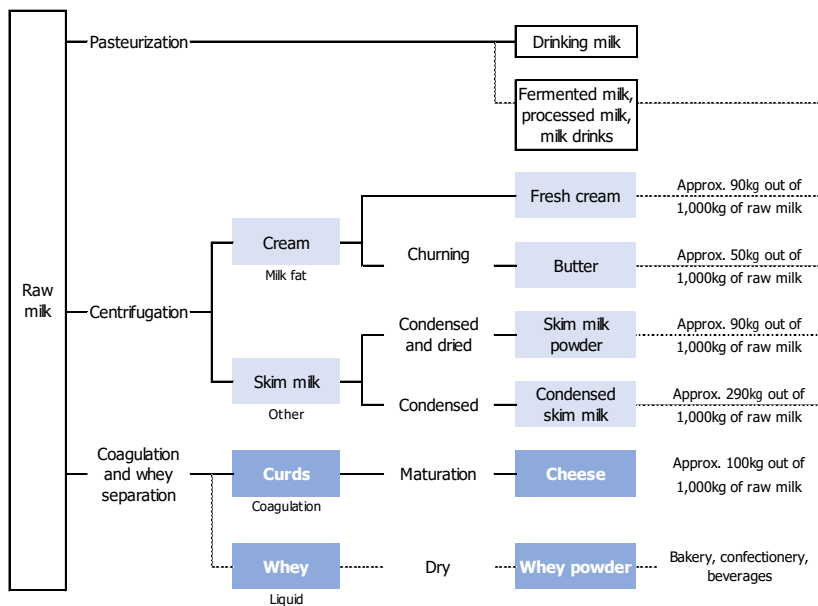 Raw
milk
Pasteurization
Drinking milk
Fermented milk,
processed milk,
milk drinks
Centrifugation
Cream
Milk fat
Fresh cream
Approx. 90kg out of
1,000kg of raw milk
Churning
Butter
Approx. 50kg out of
1,000kg of raw milk
Skim milk
Other
Condensed
and dried
Skim milk
powder
Approx. 90kg out of
1,000kg of raw milk
Condensed
Condensed
skim milk
Approx. 290kg out of
1,000kg of raw milk
Coagulation
and whey
separation
Curds
Coagulation
Maturation
Cheese
Approx. 100kg out of
1,000kg of raw milk
Whey
Liquid
Dry
Whey powder
Bakery, confectionery,
beverages